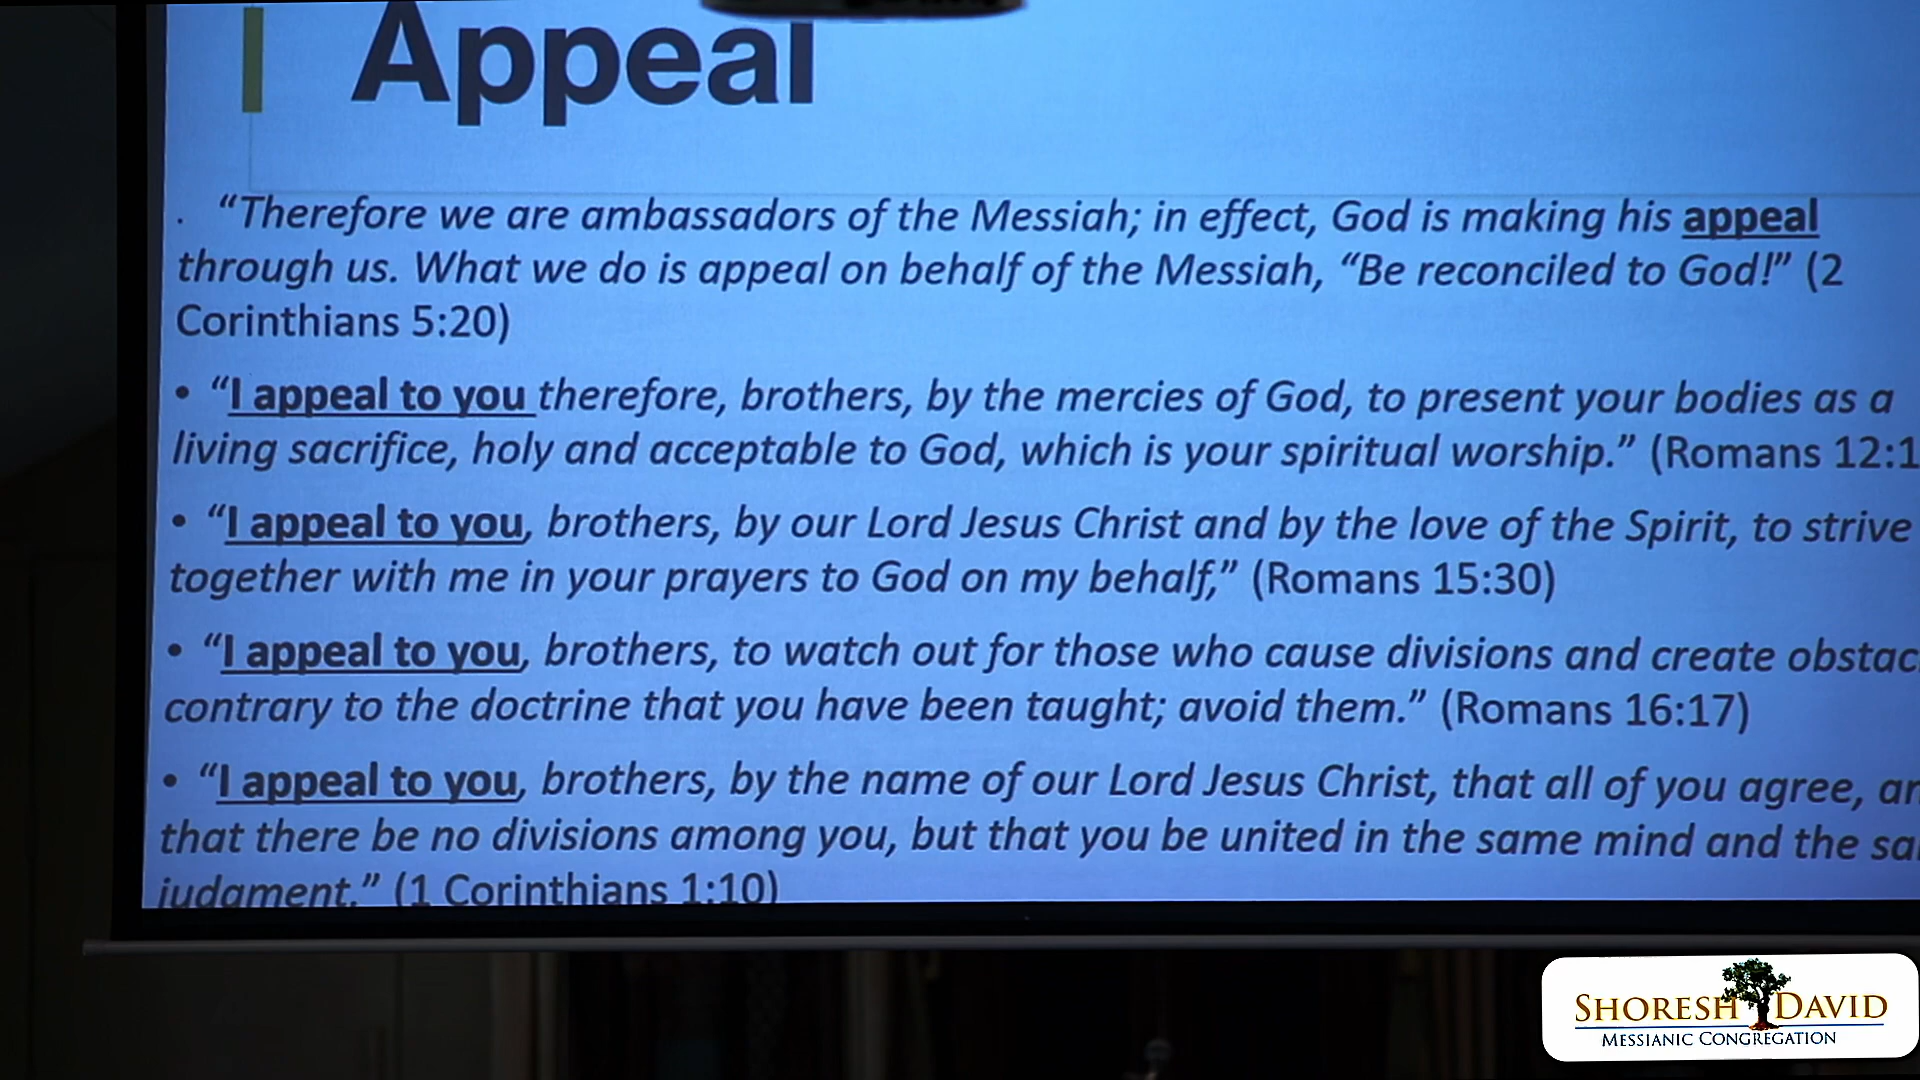 Appeal
. “Therefore we are ambassadors of the Messiah; in effect, God is making his appeal
through us. What we do is appeal on behalf of the Messiah, “Be reconciled to God!” (2
Corinthians 5:20)
• “I appeal to you therefore, brothers, by the mercies of God, to present your bodies as a
living sacrifice, holy and acceptable to God, which is your spiritual worship.” (Romans 12:1
• “I appeal to you, brothers, by our Lord Jesus Christ and by the love of the Spirit, to strive
together with me in your prayers to God on my behalf,” (Romans 15:30)
• “I appeal to you, brothers, to watch out for those who cause divisions and create obstac
contrary to the doctrine that you have been taught; avoid them.” (Romans 16:17)
• “I appeal to you, brothers, by the name of our Lord Jesus Christ, that all of you agree, an
that there be no divisions among you, but that you be united in the same mind and the sa
judgment.” (1 Corinthians 1:10)
SHORESH DAVID
MESSIANIC CONGREGATION